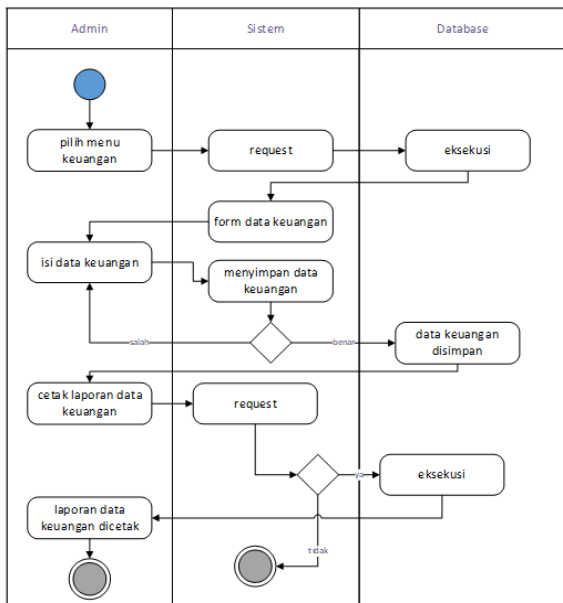 Admin
Sistem
Database
pilih menu
keuangan
request
eksekusi
form data keuangan
isi data keuangan
menyimpan data
keuangan
salah
benar
data keuangan
disimpan
cetak laporan data
keuangan
request
ya
eksekusi
laporan data
keuangan dicetak
tidak